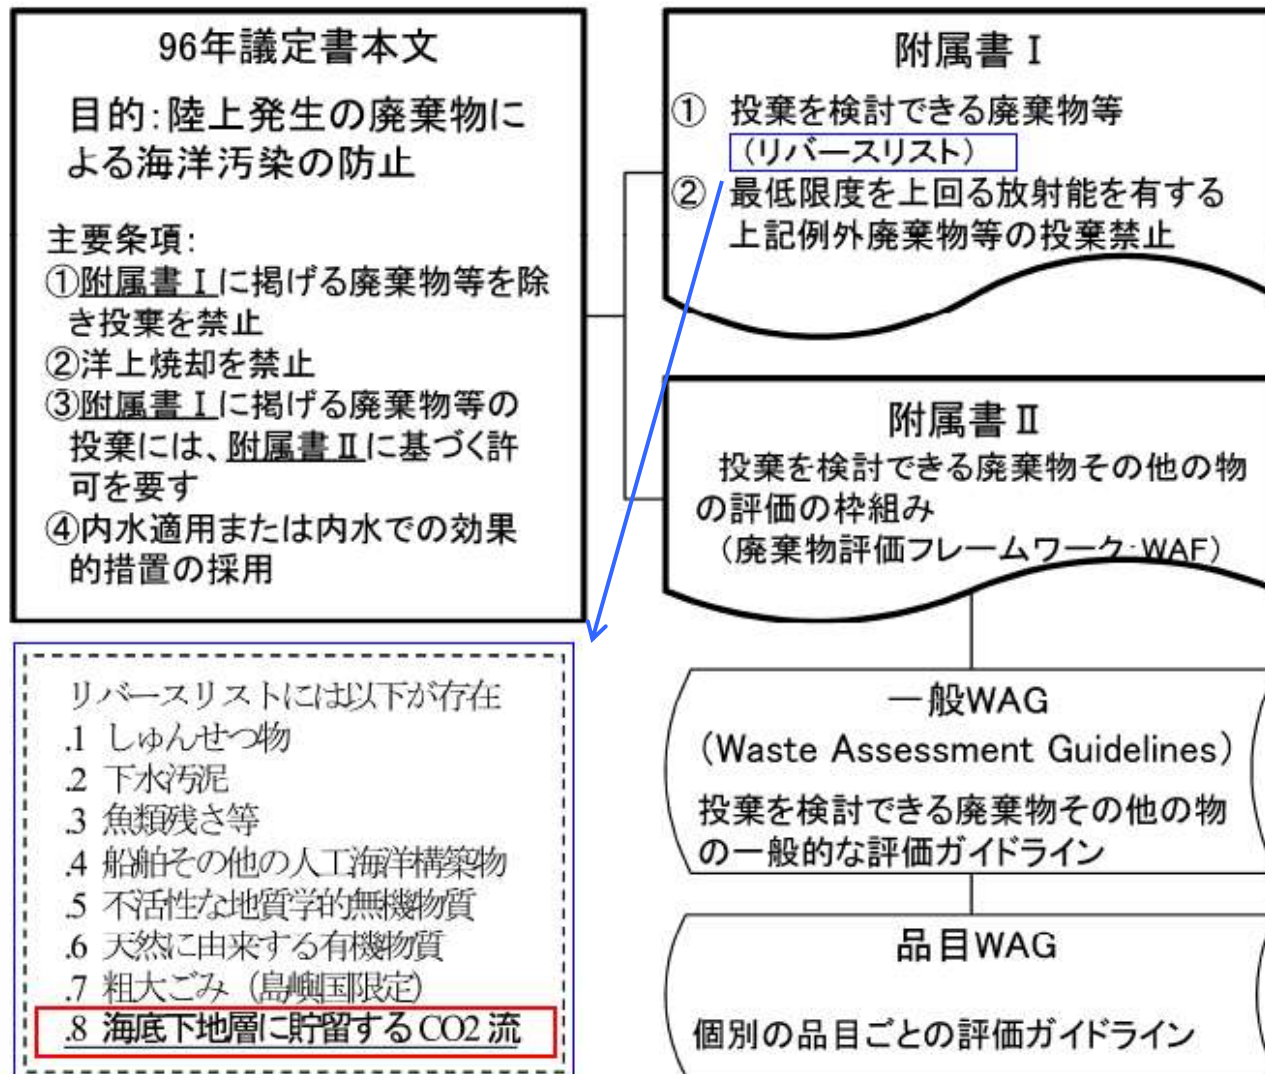 96年議定書本文
目的:陸上発生の廃棄物に
よる海洋汚染の防止
主要条項:
①附属書Ⅰに掲げる廃棄物等を除
き投棄を禁止
②洋上焼却を禁止
③附属書Ⅰに掲げる廃棄物等の
投棄には、附属書Ⅱに基づく許
可を要す
④内水適用または内水での効果
的措置の採用
附属書Ⅰ
① 投棄を検討できる廃棄物等
(リバースリスト)
② 最低限度を上回る放射能を有する
上記例外廃棄物等の投棄禁止
附属書Ⅱ
投棄を検討できる廃棄物その他の物
の評価の枠組み
(廃棄物評価フレームワーク:WAF)
リバースリストには以下が存在
.1 しゅんせつ物
.2 下水汚泥
.3 魚類残さ等
.4 船舶その他の人工海洋構築物
.5 不活性な地質学的無機物質
.6 天然に由来する有機物質
.7 粗大ごみ(島嶼国限定)
.8 海底下地層に貯留するCO2流
一般WAG
(Waste Assessment Guidelines)
投棄を検討できる廃棄物その他の物
の一般的な評価ガイドライン
品目WAG
個別の品目ごとの評価ガイドライン